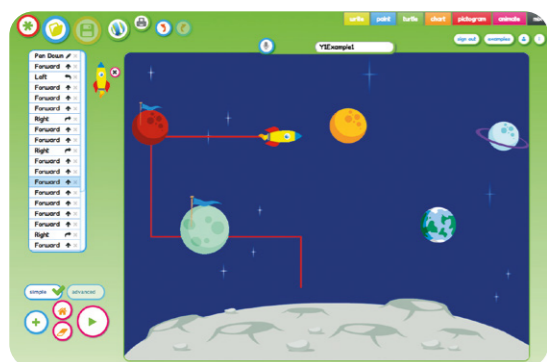 write paint turtle chart pictogram animate
sign out examples
Y1Example1
Pen Down
Forward
Left
Forward
Forward
Forward
Right
Forward
Forward
Right
Forward
Forward
Forward
Forward
Forward
Forward
Forward
Right
Forward
simple advanced